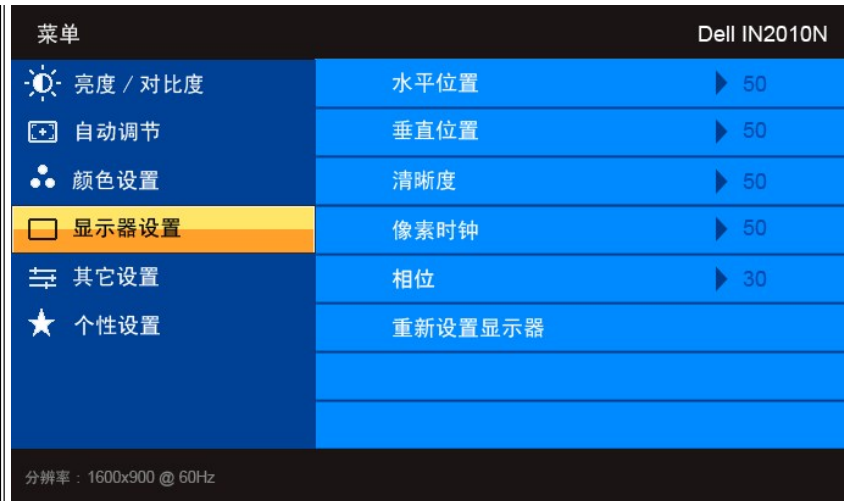 菜单 Dell IN2010N
亮度 / 对比度 水平位置 50
自动调节 垂直位置 50
颜色设置 清晰度 50
显示器设置 像素时钟 50
其它设置 相位 30
个性设置 重新设置显示器
分辨率 : 1600x900 @ 60Hz